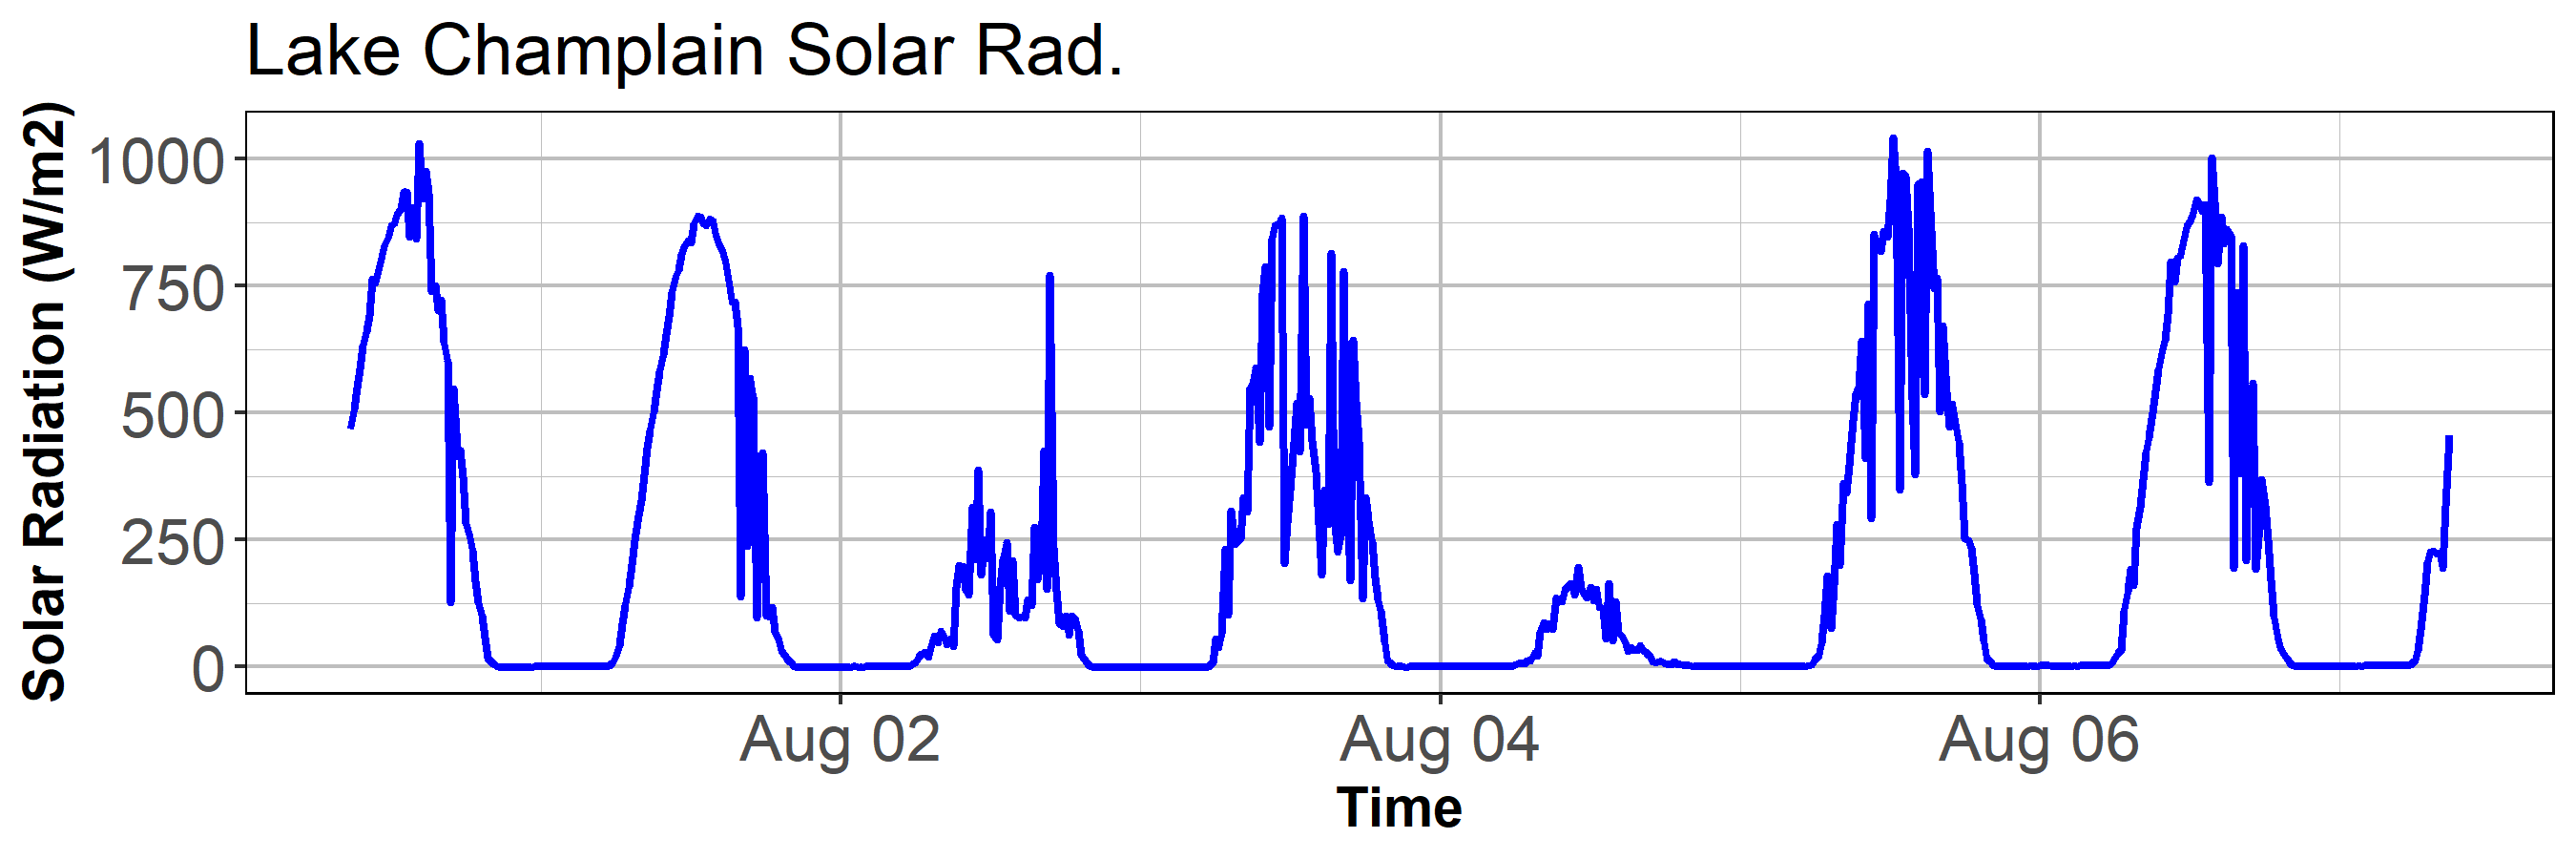 Lake Champlain Solar Rad.
Solar Radiation (W/m2)
1000
750
500
250
0
Aug 02
Aug 04
Aug 06
Time